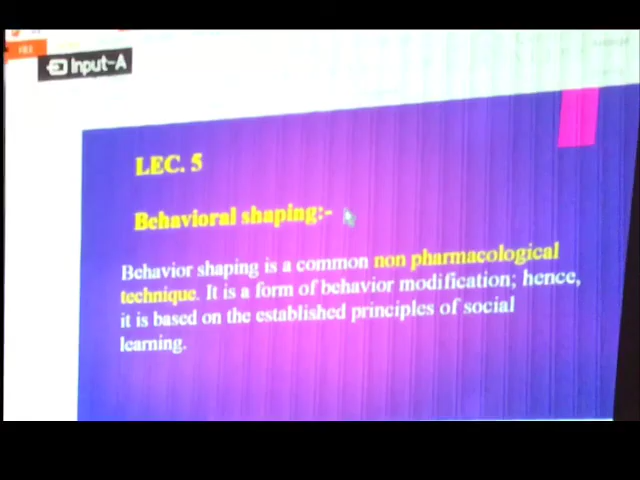 FILE
Input-A
LEC. 5
Behavioral shaping:-
Behavior shaping is a common non pharmacological
technique. It is a form of behavior modification; hence,
it is based on the established principles of social
learning.